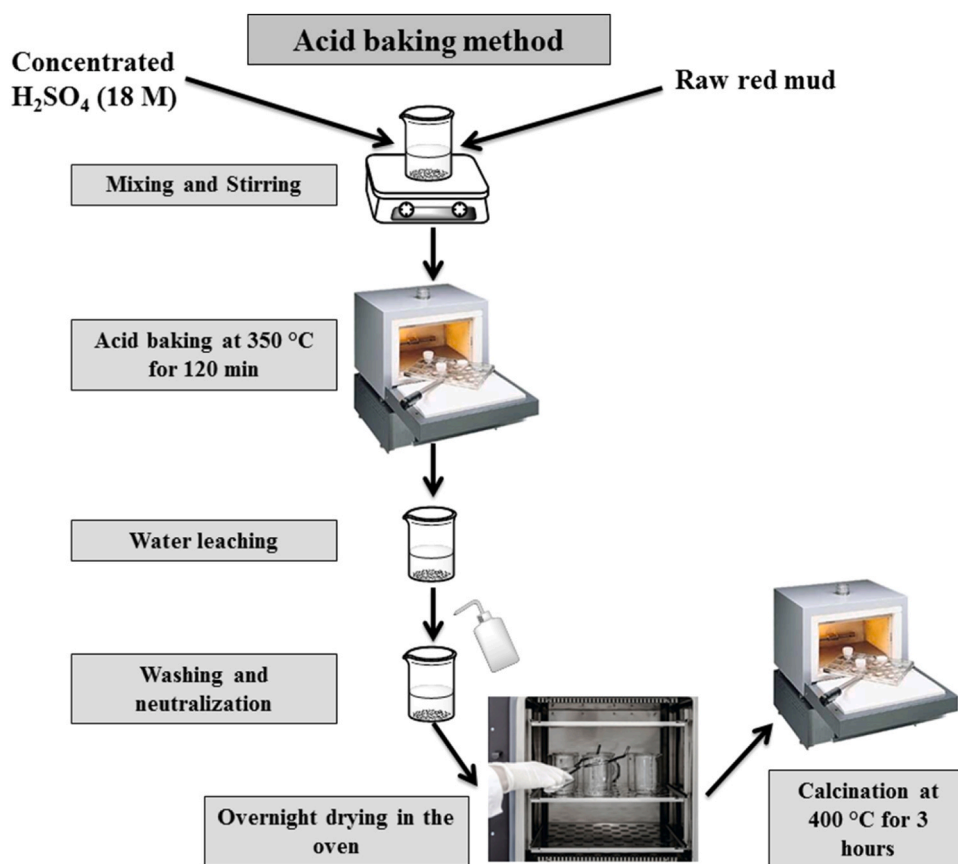 Acid baking method
Concentrated
H₂SO₄ (18 M)
Raw red mud
Mixing and Stirring
Acid baking at 350 °C
for 120 min
Water leaching
Washing and
neutralization
Overnight drying in the
oven
Calcination at
400 °C for 3
hours